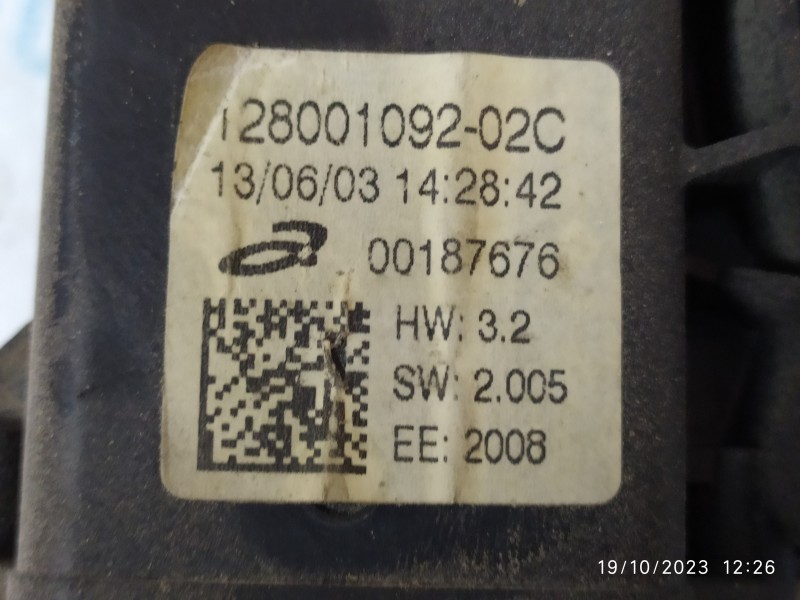 128001092-02C
13/06/03 14:28:42
00187676
HW: 3.2
SW: 2.005
EE: 2008
19/10/2023 12:26